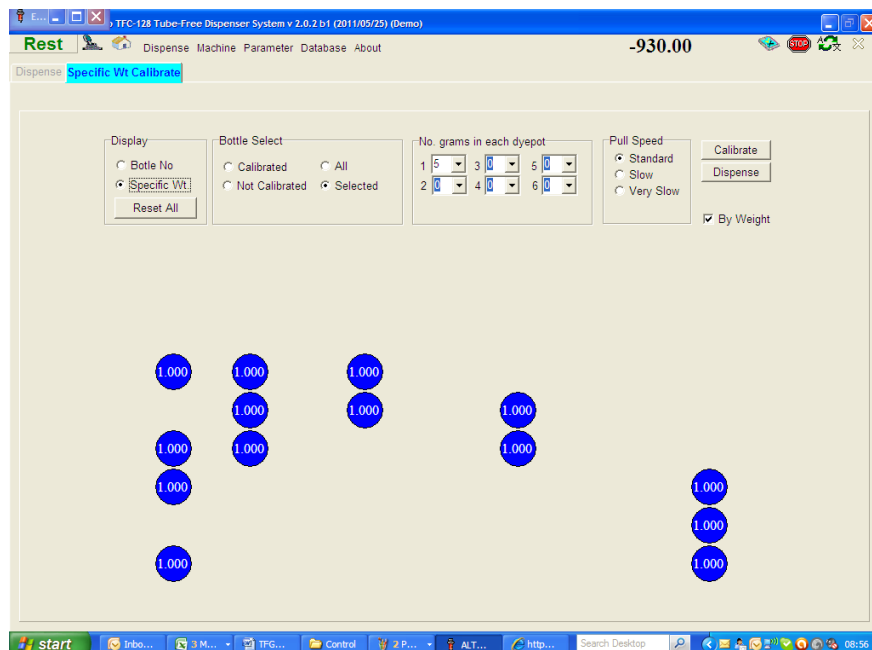 E...
TFC-128 Tube-Free Dispenser System v 2.0.2 b1 (2011/05/25) (Demo)
Rest Dispense Machine Parameter Database About -930.00 STOP
Dispense Specific Wt Calibrate
Display Bottle Select No. grams in each dyepot Pull Speed
Botle No Calibrated All 1 5 3 0 5 0 Standard Calibrate
Specific Wt. Not Calibrated Selected 2 0 4 0 6 0 Slow Dispense
Reset All Very Slow By Weight
1.000 1.000 1.000
1.000 1.000 1.000
1.000 1.000 1.000
1.000 1.000
1.000
1.000 1.000
start Inbo... 3 M... TFG... Control 2 P... ALT... http... Search Desktop 08:56